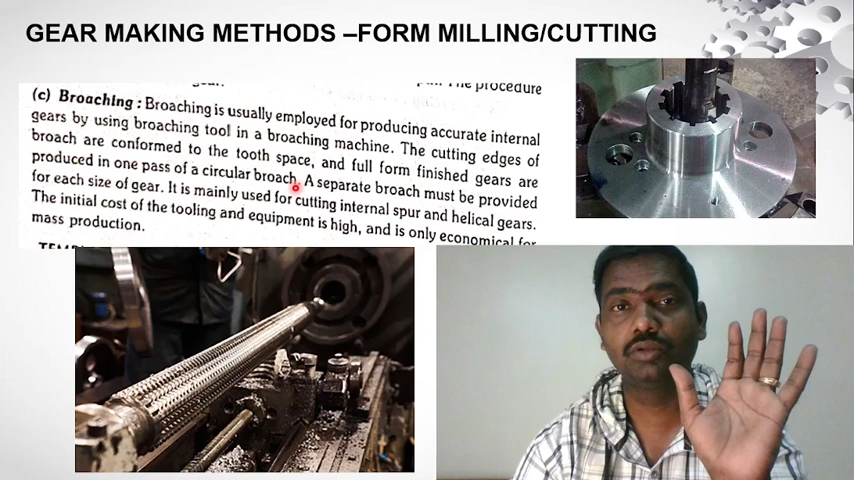 GEAR MAKING METHODS –FORM MILLING/CUTTING
The procedure
(c) Broaching : Broaching is usually employed for producing accurate internal
gears by using broaching tool in a broaching machine. The cutting edges of
broach are conformed to the tooth space, and full form finished gears are
produced in one pass of a circular broach. A separate broach must be provided
for each size of gear. It is mainly used for cutting internal spur and helical gears.
The initial cost of the tooling and equipment is high, and is only economical for
mass production.